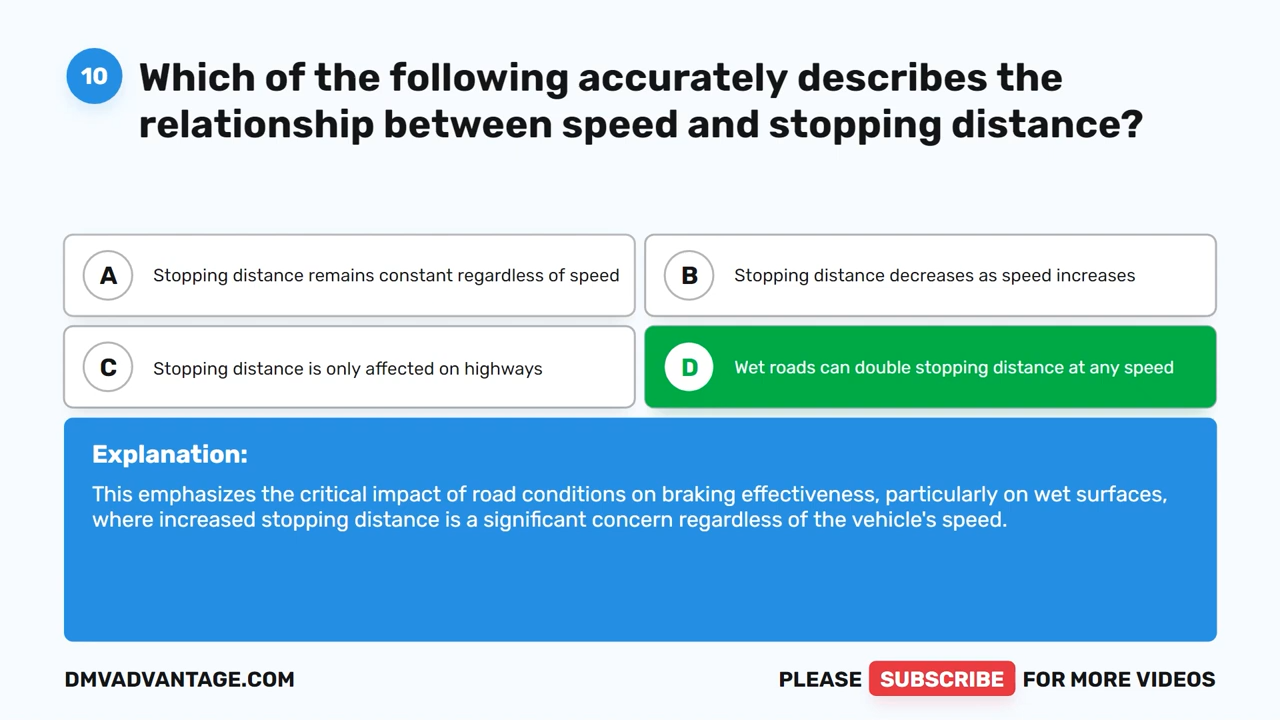 10
Which of the following accurately describes the
relationship between speed and stopping distance?
A Stopping distance remains constant regardless of speed
B Stopping distance decreases as speed increases
C Stopping distance is only affected on highways
D Wet roads can double stopping distance at any speed
Explanation:
This emphasizes the critical impact of road conditions on braking effectiveness, particularly on wet surfaces,
where increased stopping distance is a significant concern regardless of the vehicle's speed.
DMVADVANTAGE.COM
PLEASE SUBSCRIBE FOR MORE VIDEOS